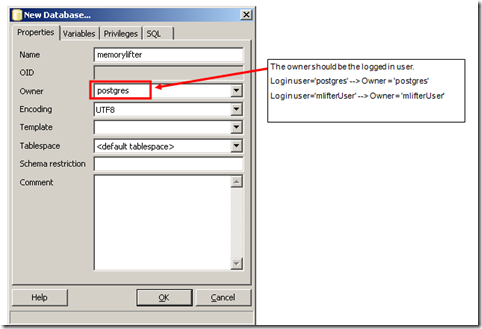 New Database...
Properties Variables Privileges SQL
Name memorylifter
OID
Owner postgres
Encoding UTF8
Template
Tablespace <default tablespace>
Schema restriction
Comment
Help OK Cancel
The owner should be the logged in user.
Login user='postgres' --> Owner = 'postgres'
Login user='mlifterUser' --> Owner = 'mlifterUser'